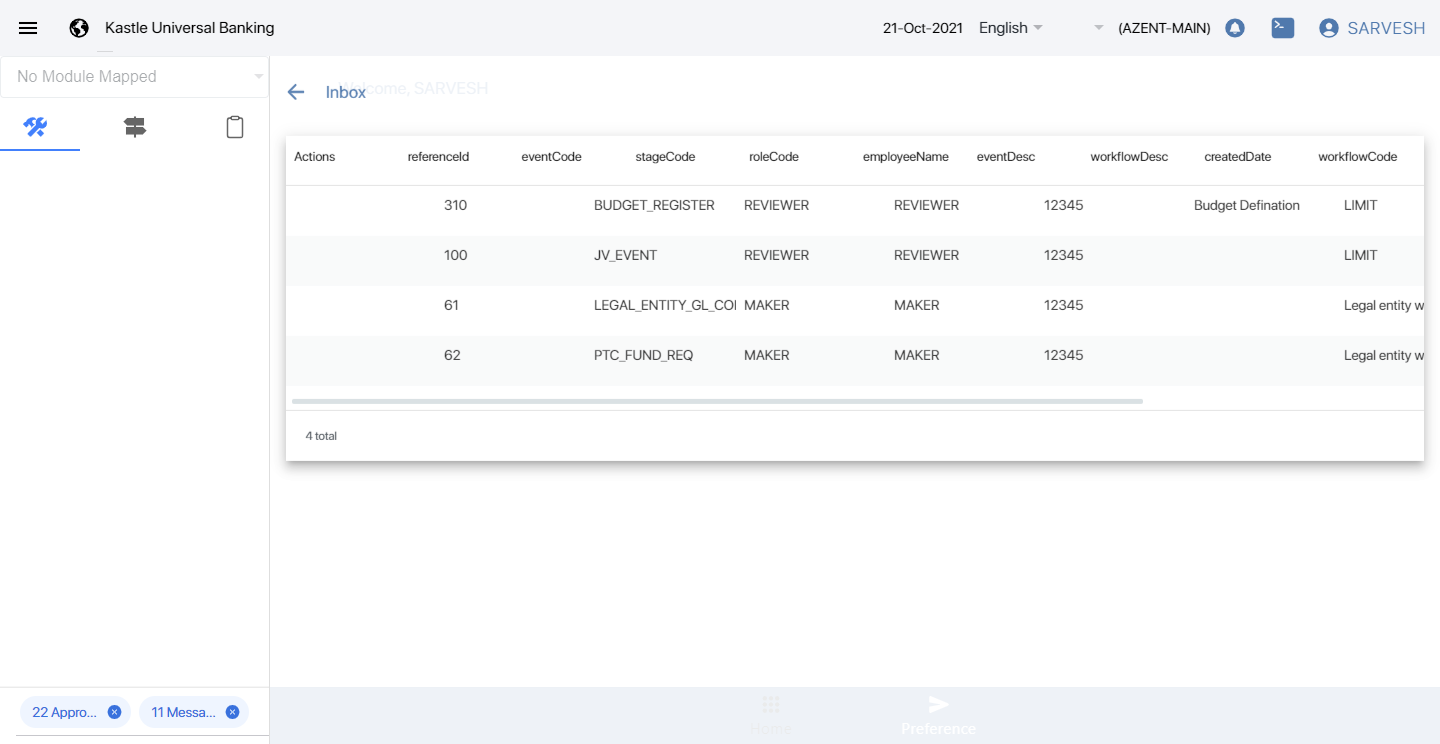 Kastle Universal Banking
21-Oct-2021 English (AZENT-MAIN) SARVESH
No Module Mapped
Welcome, SARVESH
Inbox
Actions referenceId eventCode stageCode roleCode employeeName eventDesc workflowDesc createdDate workflowCode
310 BUDGET_REGISTER REVIEWER REVIEWER 12345 Budget Defination LIMIT
100 JV_EVENT REVIEWER REVIEWER 12345 LIMIT
61 LEGAL_ENTITY_GL_CO MAKER MAKER 12345 Legal entity w
62 PTC_FUND_REQ MAKER MAKER 12345 Legal entity w
4 total
22 Appro... 11 Messa...
Home Preference